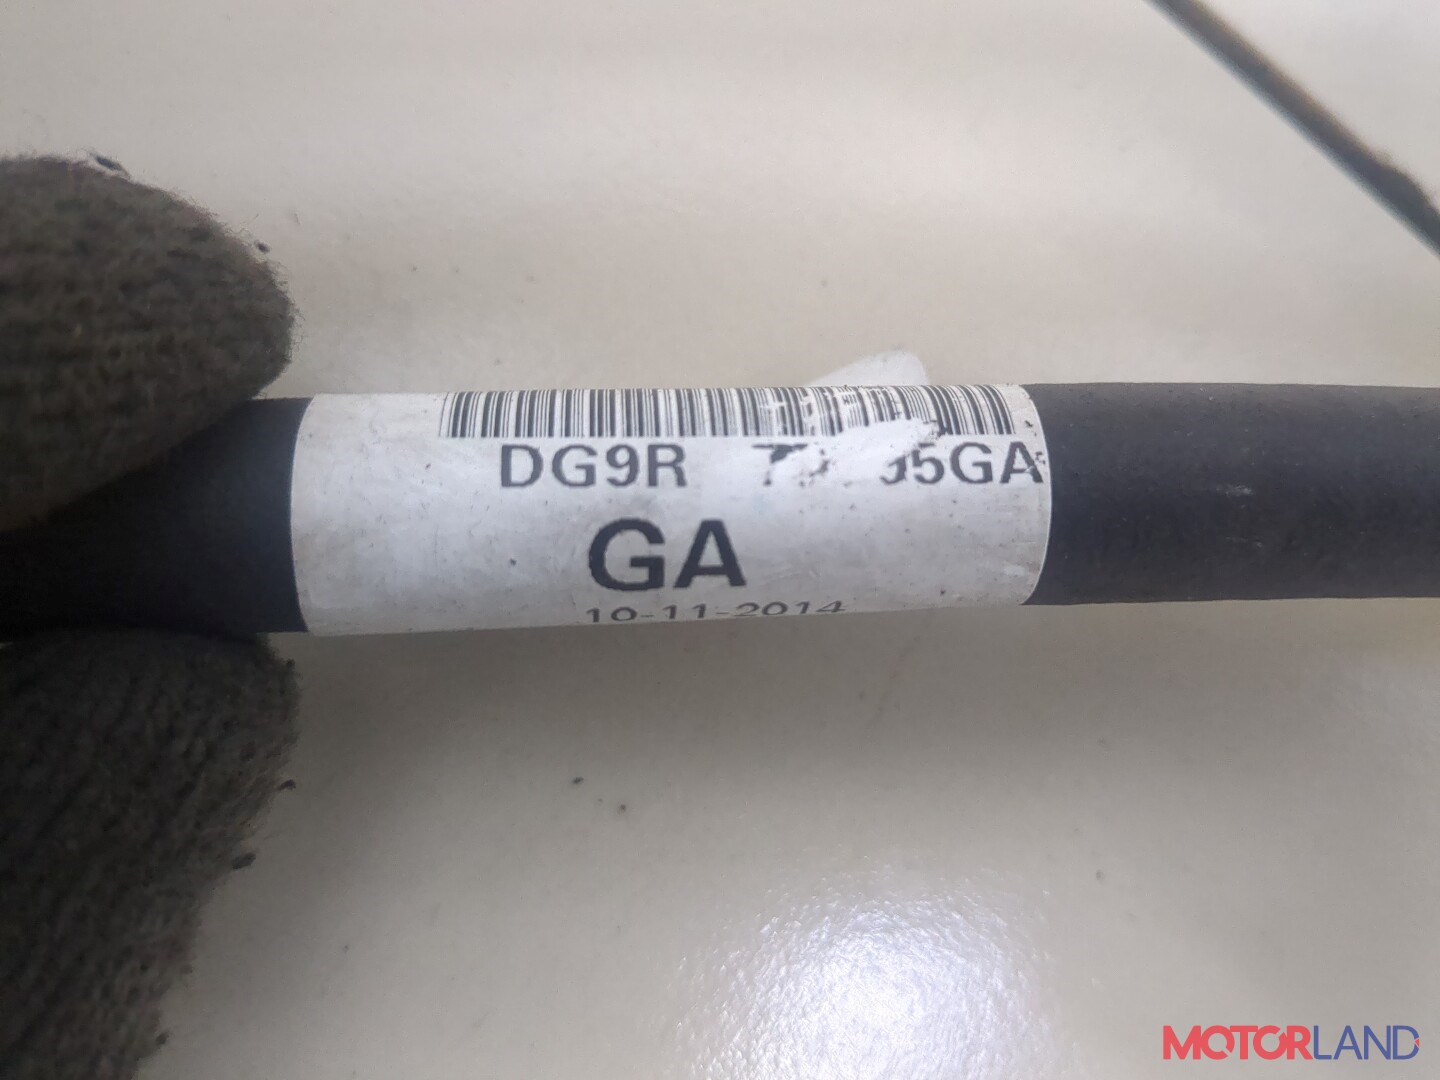 DG9R
GA
10-11-2014
MOTORLAND